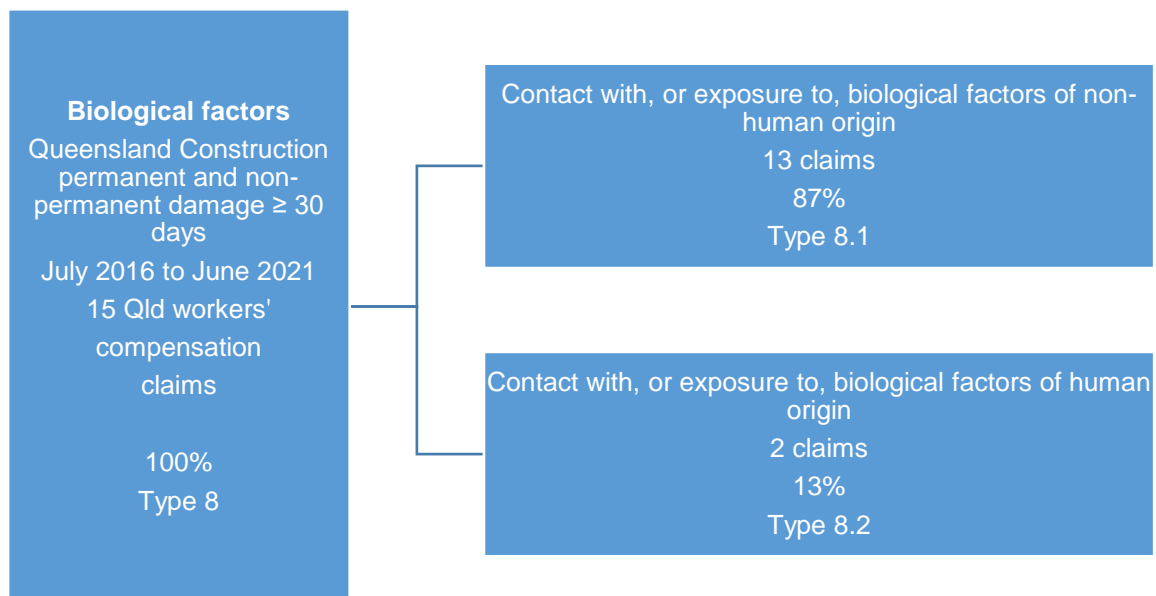 Biological factors
Queensland Construction
permanent and non-
permanent damage ≥ 30
days
July 2016 to June 2021
15 Qld workers'
compensation
claims
100%
Type 8
Contact with, or exposure to, biological factors of non-
human origin
13 claims
87%
Type 8.1
Contact with, or exposure to, biological factors of human
origin
2 claims
13%
Type 8.2